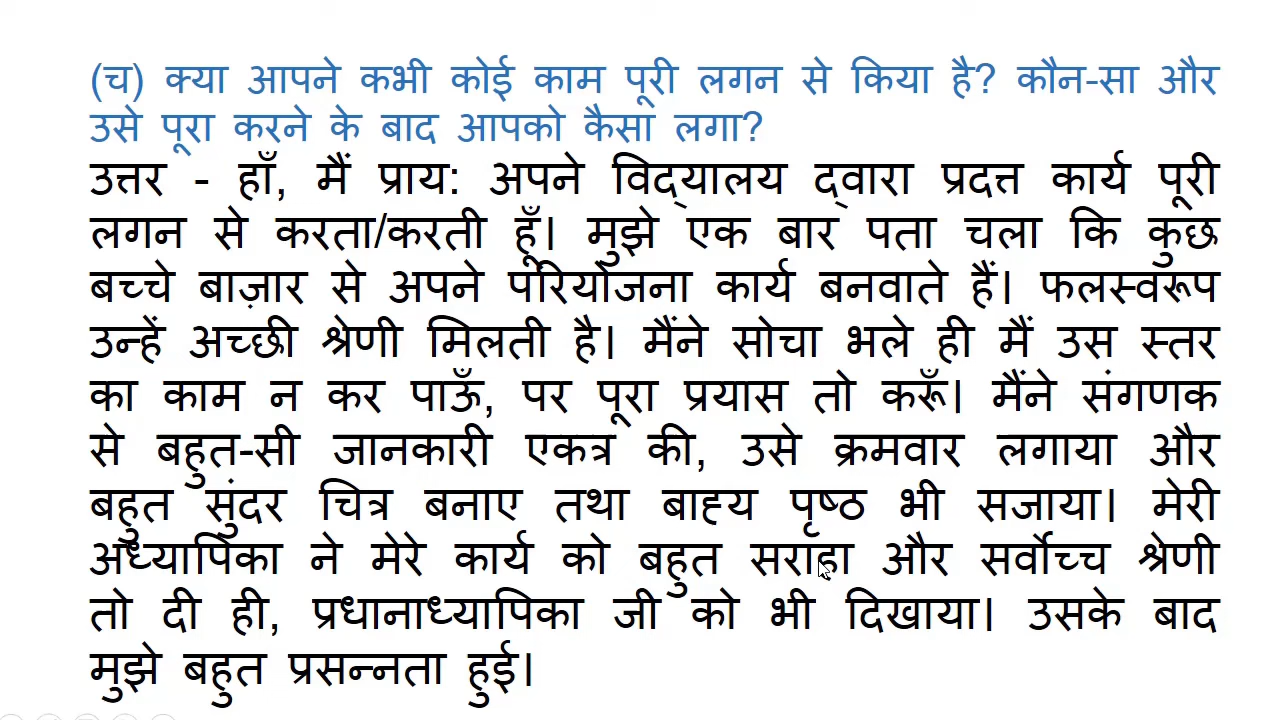 (च) क्या आपने कभी कोई काम पूरी लगन से किया है? कौन-सा और
उसे पूरा करने के बाद आपको कैसा लगा?
उत्तर - हाँ, मैं प्राय: अपने विद्‌यालय द्‌वारा प्रदत्त कार्य पूरी
लगन से करता/करती हूँ। मुझे एक बार पता चला कि कुछ
बच्चे बाज़ार से अपने परियोजना कार्य बनवाते हैं। फलस्वरूप
उन्हें अच्छी श्रेणी मिलती है। मैंने सोचा भले ही मैं उस स्तर
का काम न कर पाऊँ, पर पूरा प्रयास तो करूँ। मैंने संगणक
से बहुत-सी जानकारी एकत्र की, उसे क्रमवार लगाया और
बहुत सुंदर चित्र बनाए तथा बाह्‌य पृष्ठ भी सजाया। मेरी
अध्यापिका ने मेरे कार्य को बहुत सराहा और सर्वोच्च श्रेणी
तो दी ही, प्रधानाध्यापिका जी को भी दिखाया। उसके बाद
मुझे बहुत प्रसन्नता हुई।